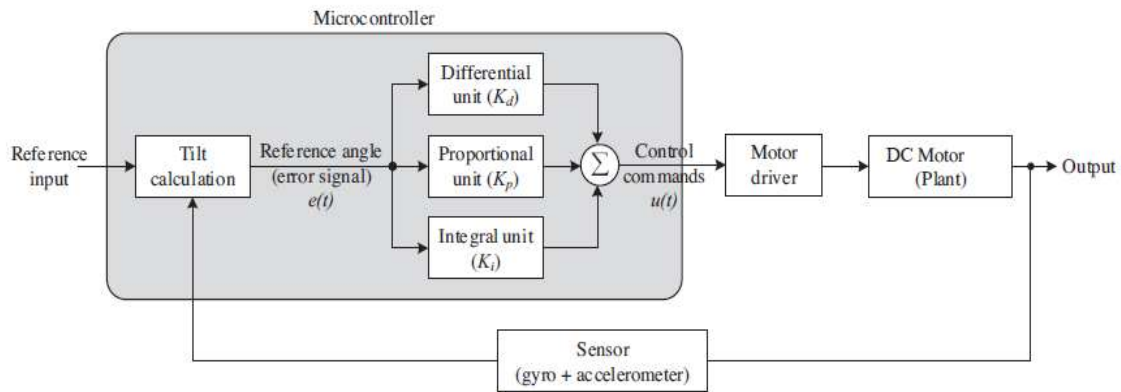 Microcontroller
Differential
unit (Kd)
Reference
input
Tilt
calculation
Reference angle
(error signal)
e(t)
Proportional
unit (Kp)
Σ
Control
commands
u(t)
Motor
driver
DC Motor
(Plant)
Output
Integral unit
(Ki)
Sensor
(gyro + accelerometer)